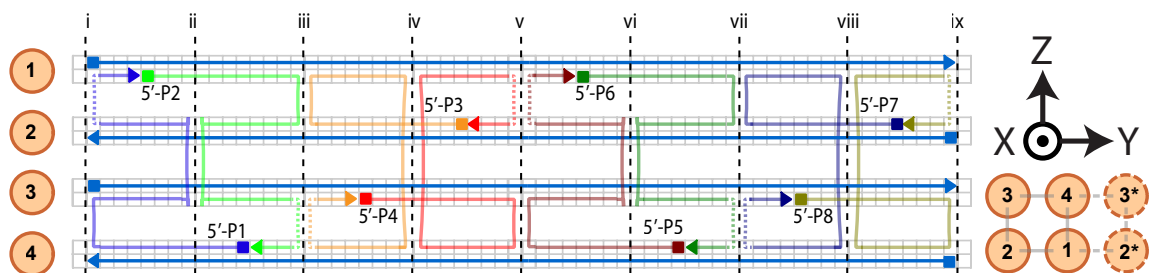 i ii iii iv v vi vii viii ix
1
5′-P2 5′-P6
5′-P3 5′-P7
2
3
5′-P4 5′-P8
5′-P1 5′-P5
4
Z
X Y
3 4 3*
2 1 2*